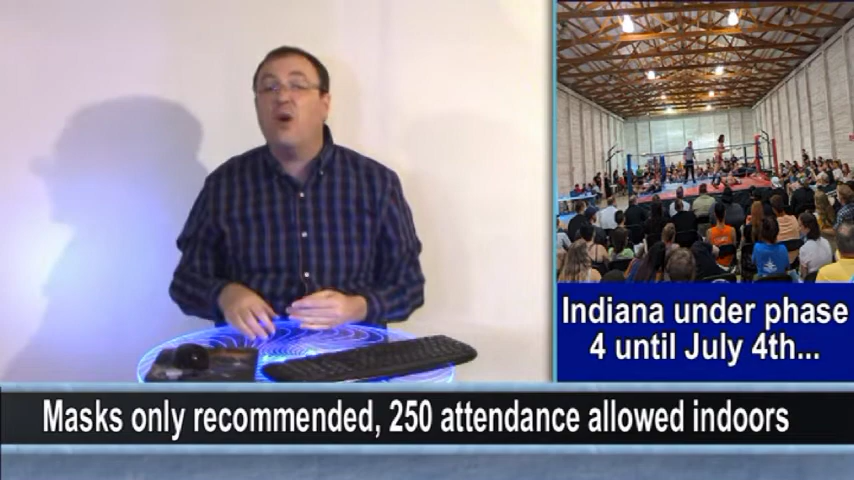 Indiana under phase
4 until July 4th...
Masks only recommended, 250 attendance allowed indoors